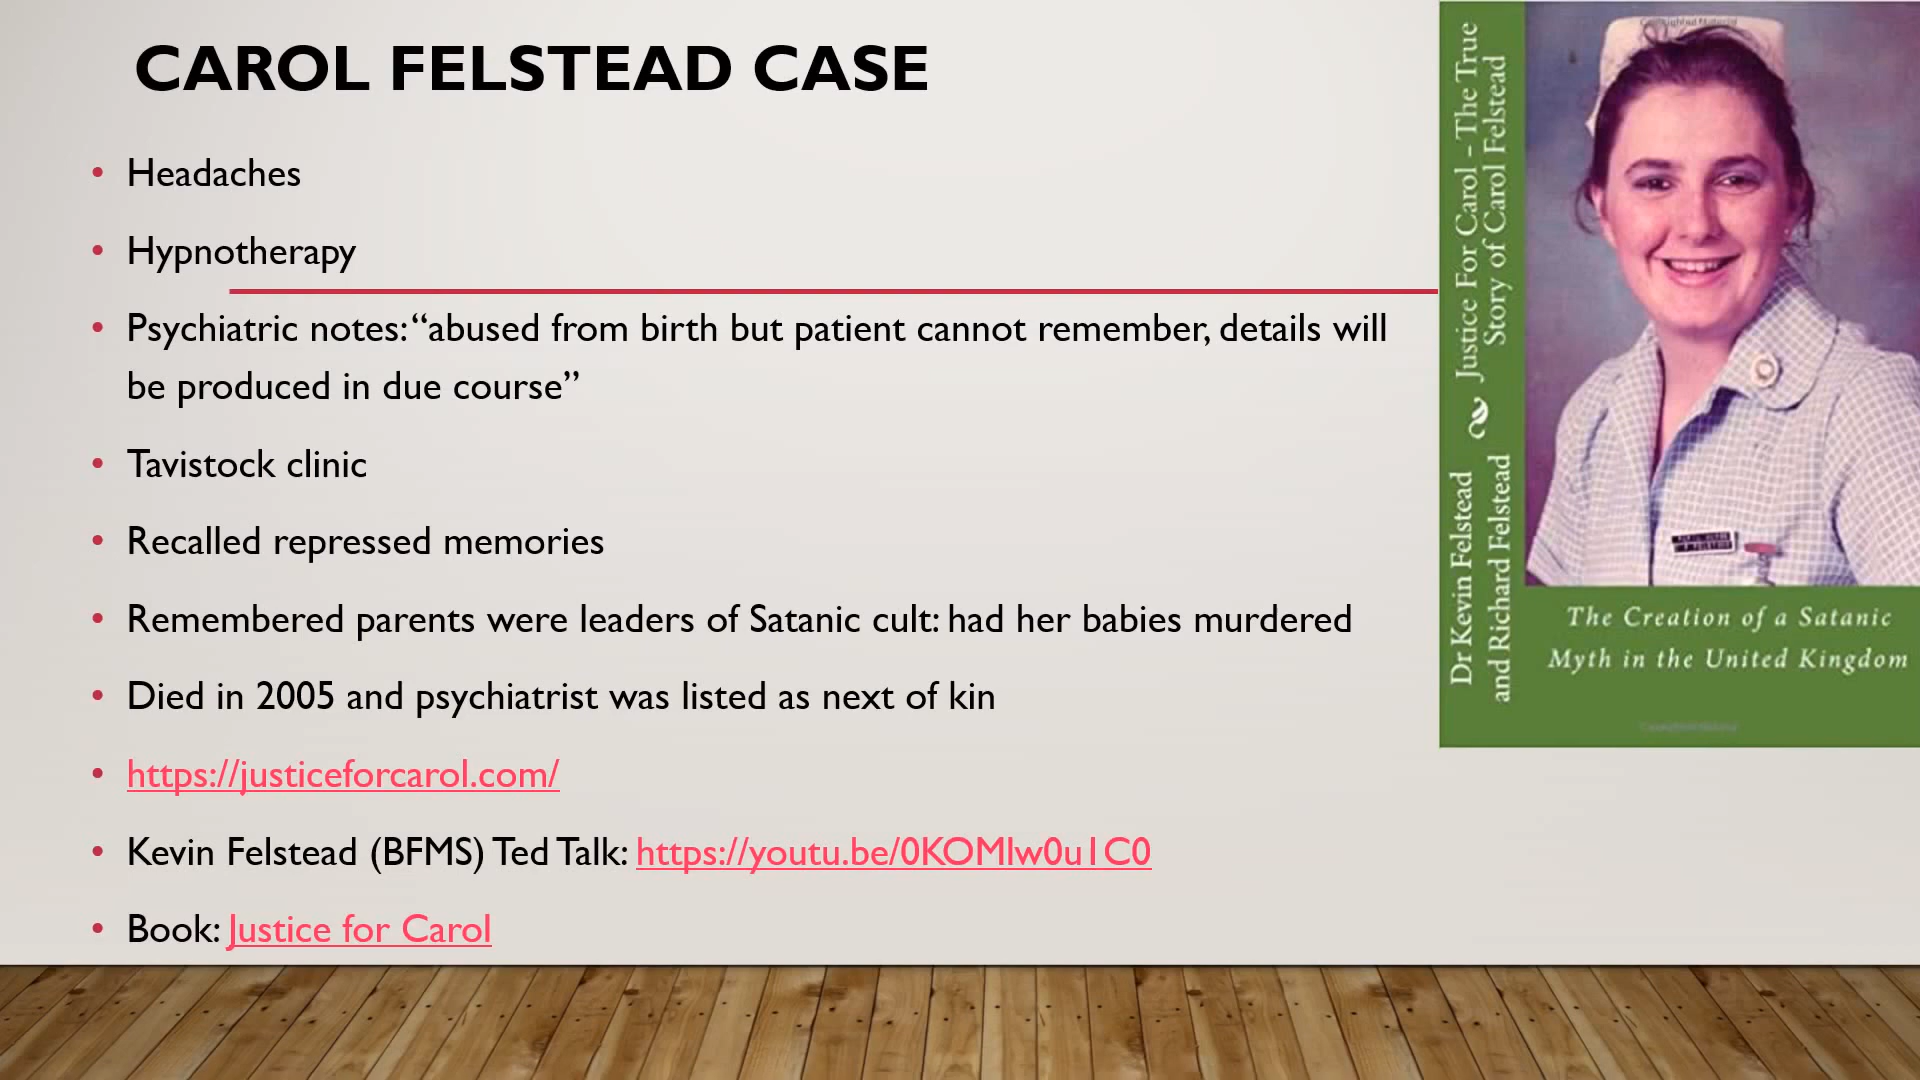 CAROL FELSTEAD CASE
• Headaches
• Hypnotherapy
• Psychiatric notes: “abused from birth but patient cannot remember, details will
be produced in due course”
• Tavistock clinic
• Recalled repressed memories
• Remembered parents were leaders of Satanic cult: had her babies murdered
• Died in 2005 and psychiatrist was listed as next of kin
• https://justiceforcarol.com/
• Kevin Felstead (BFMS) Ted Talk: https://youtu.be/0KOMlw0u1C0
• Book: Justice for Carol
Justice For Carol - The True
Story of Carol Felstead
Dr Kevin Felstead
and Richard Felstead
The Creation of a Satanic
Myth in the United Kingdom